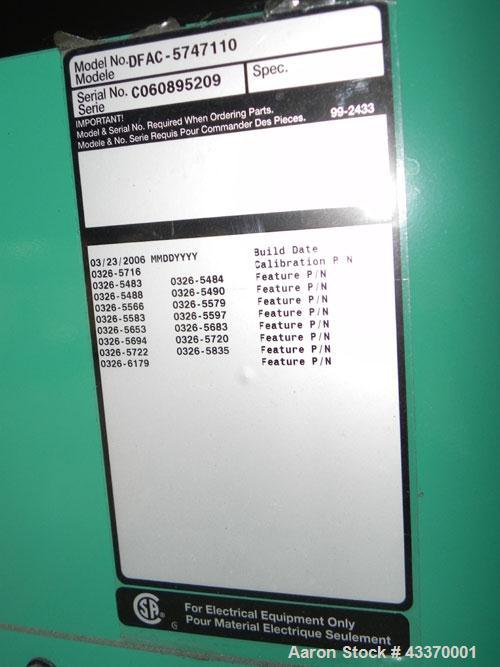 Model No. DFAC-5747110
Modele
Serial No. C060895209 Spec.
Serie
IMPORTANT!
Model & Serial No. Required When Ordering Parts. 99-2433
Modele & No. Serie Requis Pour Commander Des Pieces.
03/23/2006 MMDDYYYY Build Date
0326-5716 Calibration P N
0326-5483 0326-5484 Feature P/N
0326-5488 0326-5490 Feature P/N
0326-5566 0326-5579 Feature P/N
0326-5583 0326-5597 Feature P/N
0326-5653 0326-5683 Feature P/N
0326-5694 0326-5720 Feature P/N
0326-5722 0326-5835 Feature P/N
0326-6179 Feature P/N
SA
G
For Electrical Equipment Only
Pour Material Electrique Seulement
Aaron Stock # 43370001